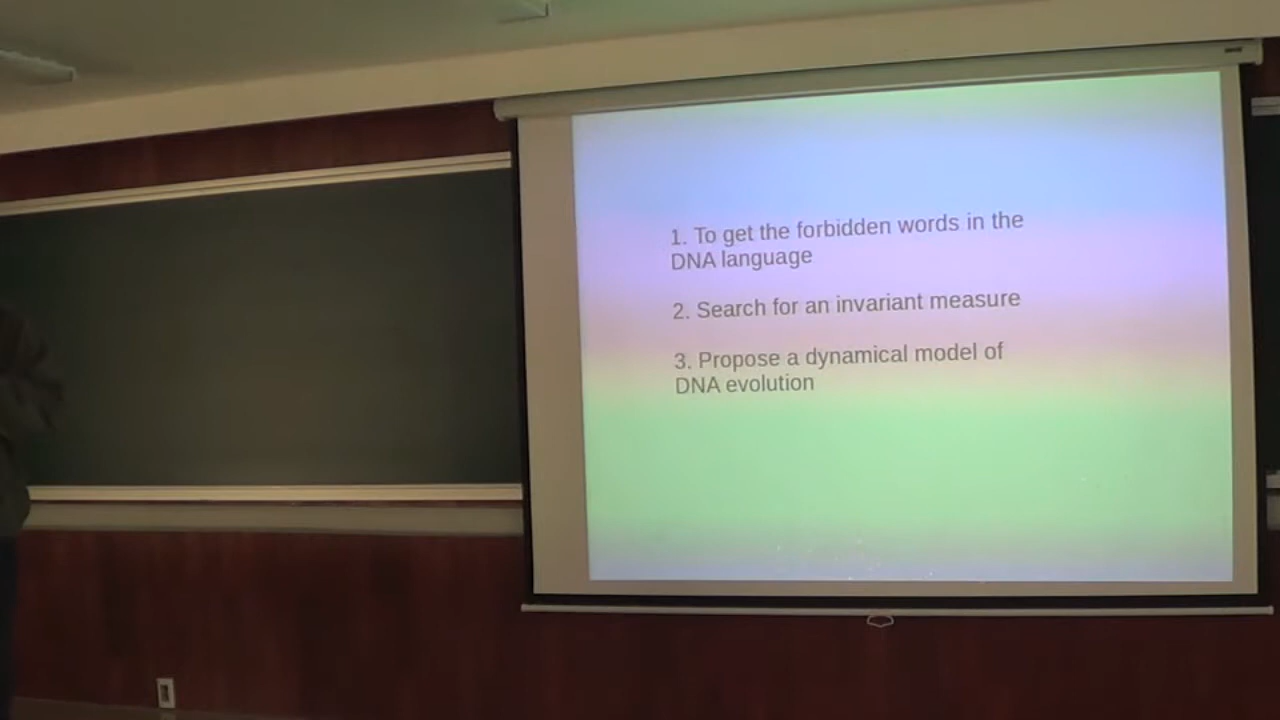 1. To get the forbidden words in the
DNA language
2. Search for an invariant measure
3. Propose a dynamical model of
DNA evolution